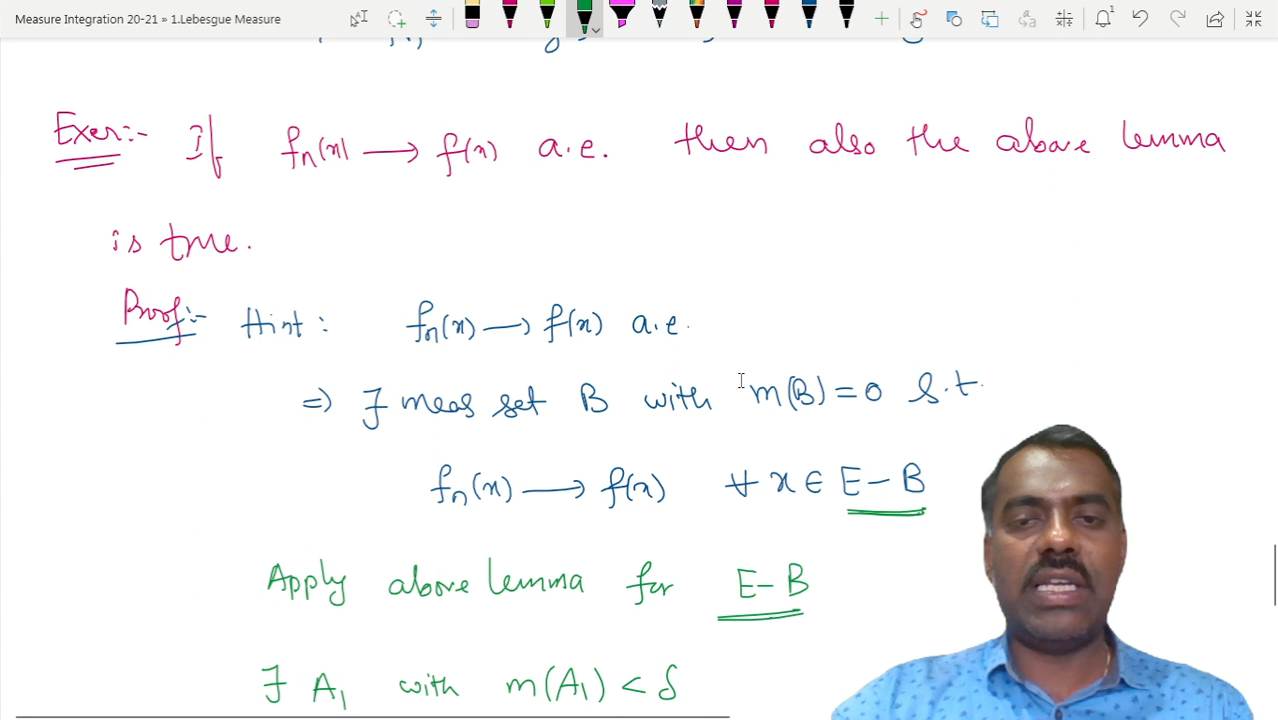 Measure Integration 20-21 » 1.Lebesgue Measure
Exer:- If fn(x) → f(x) a.e. then also the above lemma
is true.
Proof:- Hint : fn(x) → f(x) a.e.
⇒ ∃ meas set B with m(B) = 0 s.t.
fn(x) → f(x) ∀ x ∈ E - B
Apply above lemma for E - B
∃ A₁ with m(A₁) < δ